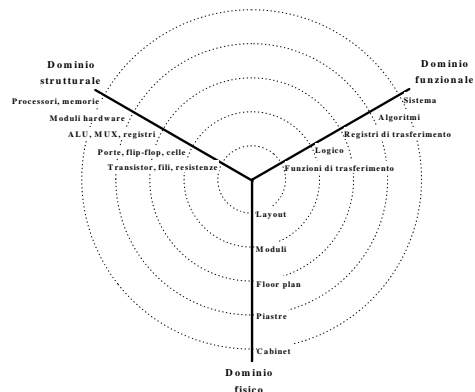 Dominio
strutturale
Dominio
funzionale
Processori, memorie
Moduli hardware
ALU, MUX, registri
Porte, flip-flop, celle
Transistor, fili, resistenze
Sistema
Algoritmi
Registri di trasferimento
Logico
Funzioni di trasferimento
Layout
Moduli
Floor plan
Piastre
Cabinet
Dominio
fisico